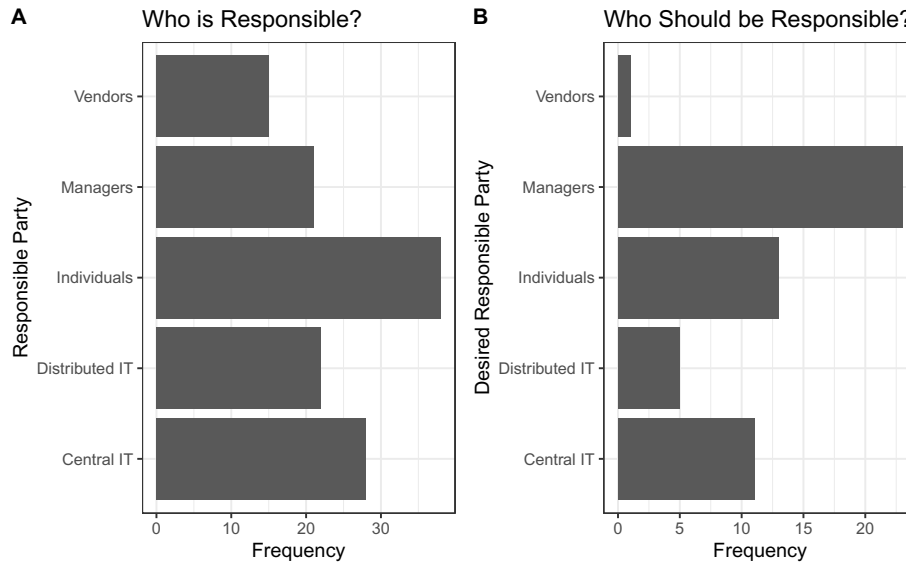 A
Who is Responsible?
Responsible Party
Vendors
Managers
Individuals
Distributed IT
Central IT
0 10 20 30
Frequency
B
Who Should be Responsible?
Desired Responsible Party
Vendors
Managers
Individuals
Distributed IT
Central IT
0 5 10 15 20
Frequency